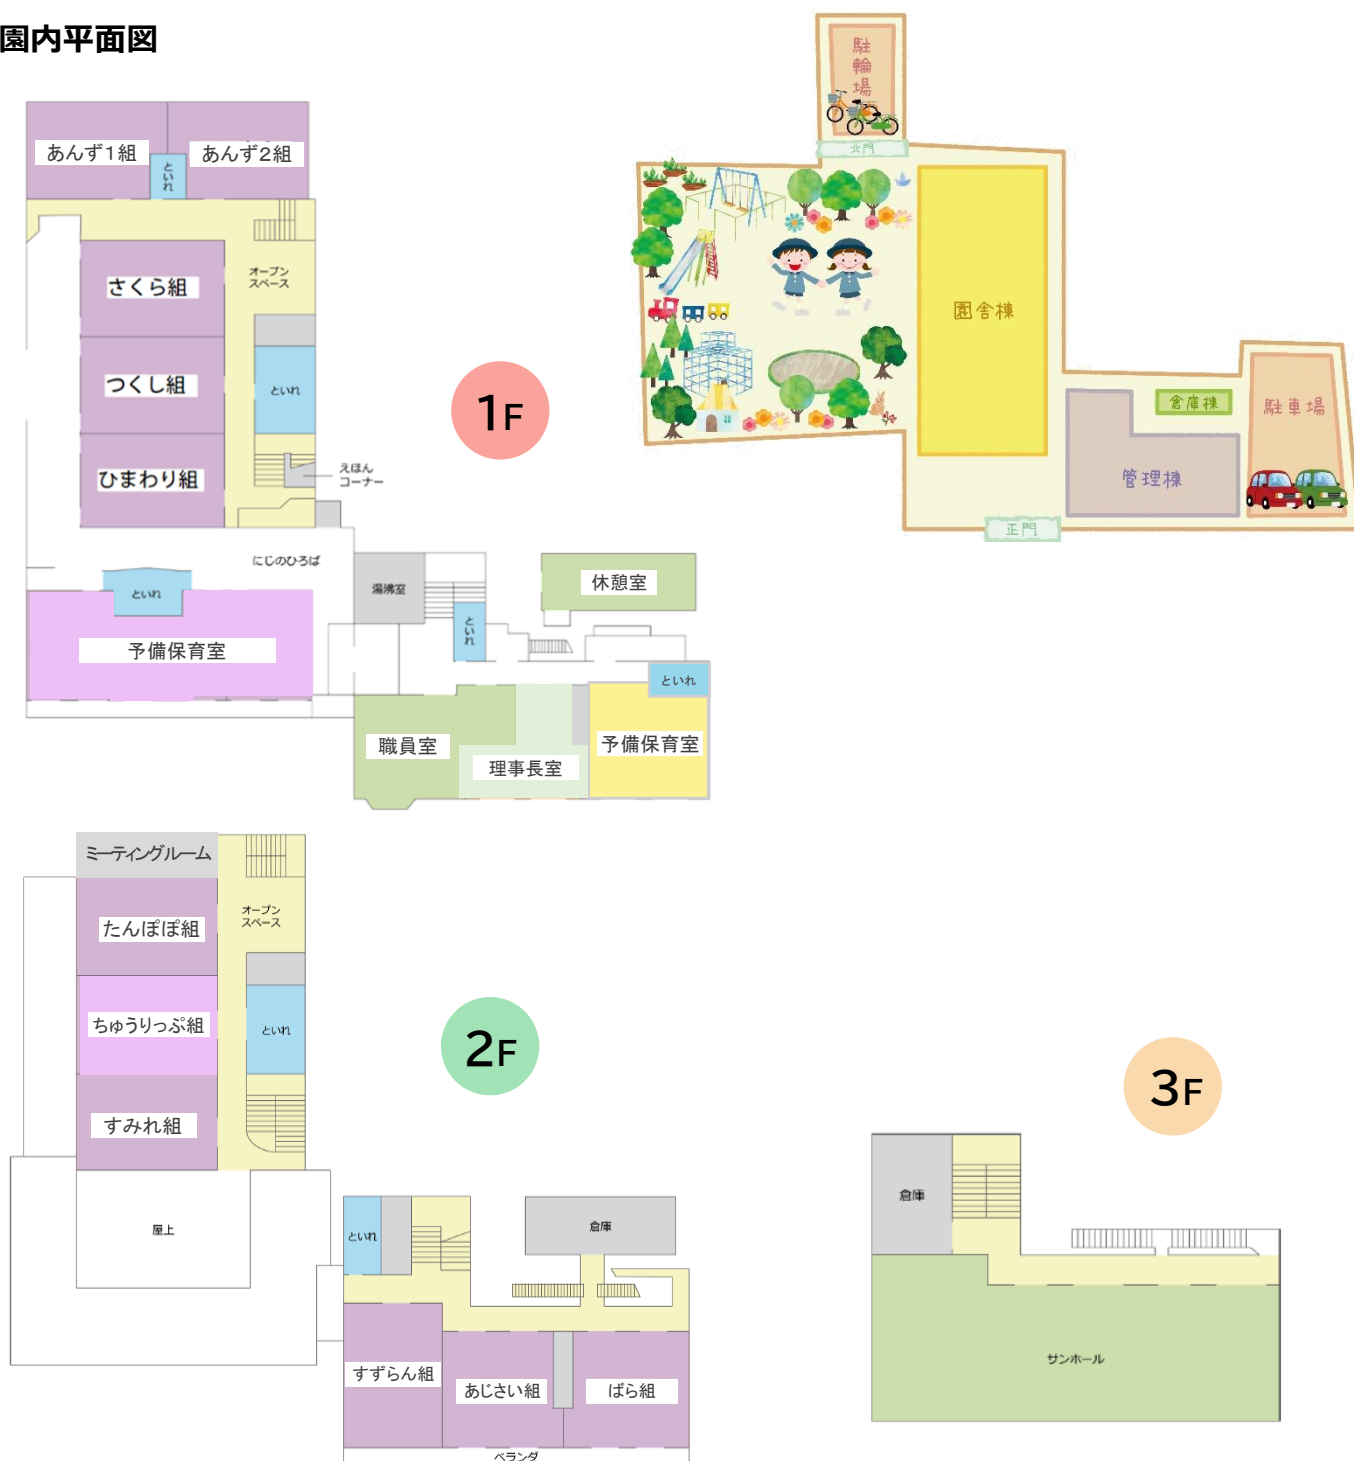 園内平面図
駐輪場
北門
園舎棟
倉庫棟
駐車場
管理棟
正門
あんず1組
あんず2組
といれ
さくら組
オープン
スペース
つくし組
といれ
ひまわり組
えほん
コーナー
1F
にじのひろば
といれ
湯沸室
といれ
休憩室
予備保育室
といれ
職員室
理事長室
予備保育室
ミーティングルーム
たんぽぽ組
オープン
スペース
ちゅうりっぷ組
といれ
すみれ組
2F
屋上
といれ
倉庫
すずらん組
あじさい組
ばら組
ベランダ
3F
倉庫
サンホール